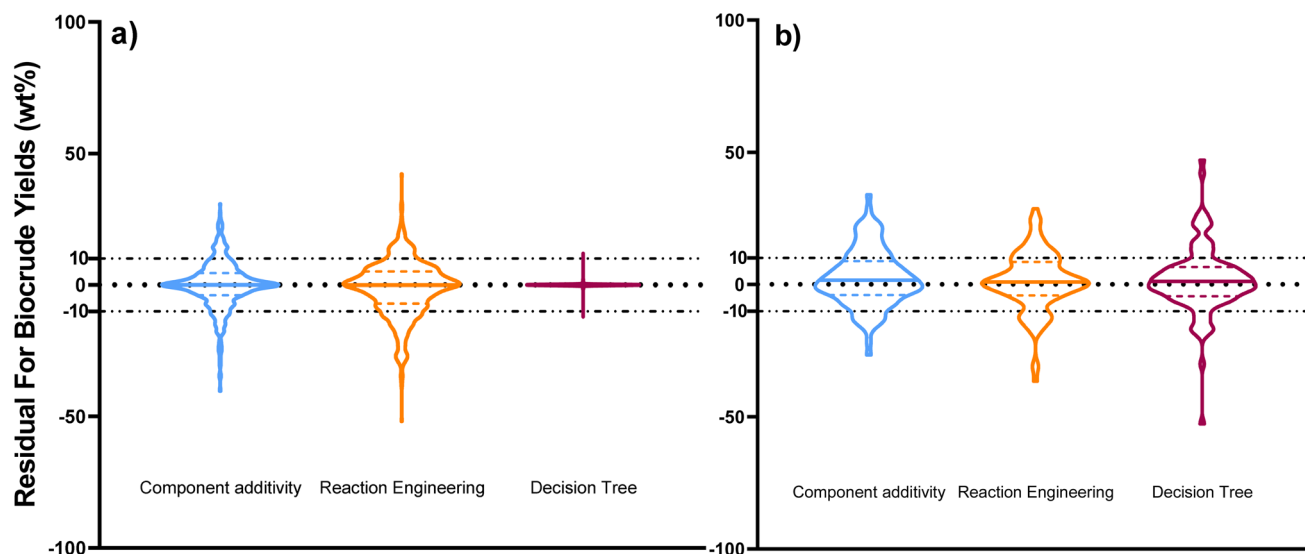 Residual For Biocrude Yields (wt%)
a)
100
50
10
0
-10
-50
-100
Component additivity
Reaction Engineering
Decision Tree
b)
100
50
10
0
-10
-50
-100
Component additivity
Reaction Engineering
Decision Tree